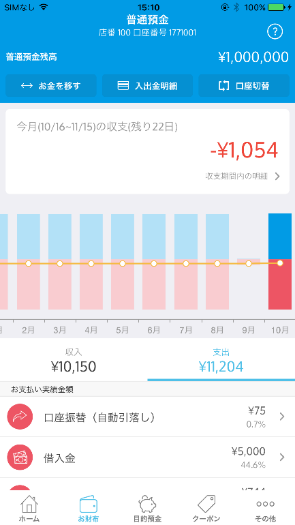 SIMなし 15:10 100%
普通預金
店番 100 口座番号 1771001
?
普通預金残高 ¥1,000,000
お金を移す 入出金明細 口座切替
今月(10/16~11/15)の収支(残り22日)
-¥1,054
収支期間内の明細
2月 3月 4月 5月 6月 7月 8月 9月 10月
収入 支出
¥10,150 ¥11,204
お支払い実績金額
口座振替（自動引落し） ¥75
0.7%
借入金 ¥5,000
44.6%
ホーム お財布 目的預金 クーポン その他